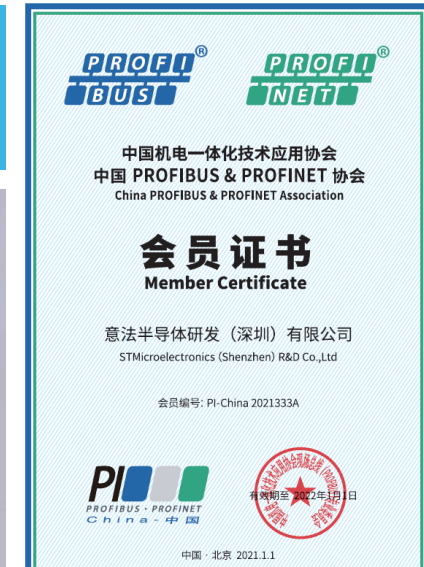 PROFI®
BUS
PROFI®
NET
中国机电一体化技术应用协会
中国 PROFIBUS & PROFINET 协会
China PROFIBUS & PROFINET Association
会员证书
Member Certificate
意法半导体研发（深圳）有限公司
STMicroelectronics (Shenzhen) R&D Co.,Ltd
会员编号: PI-China 2021333A
PI
PROFIBUS · PROFINET
China - 中国
有效期至 2022年1月1日
中国 · 北京 2021.1.1